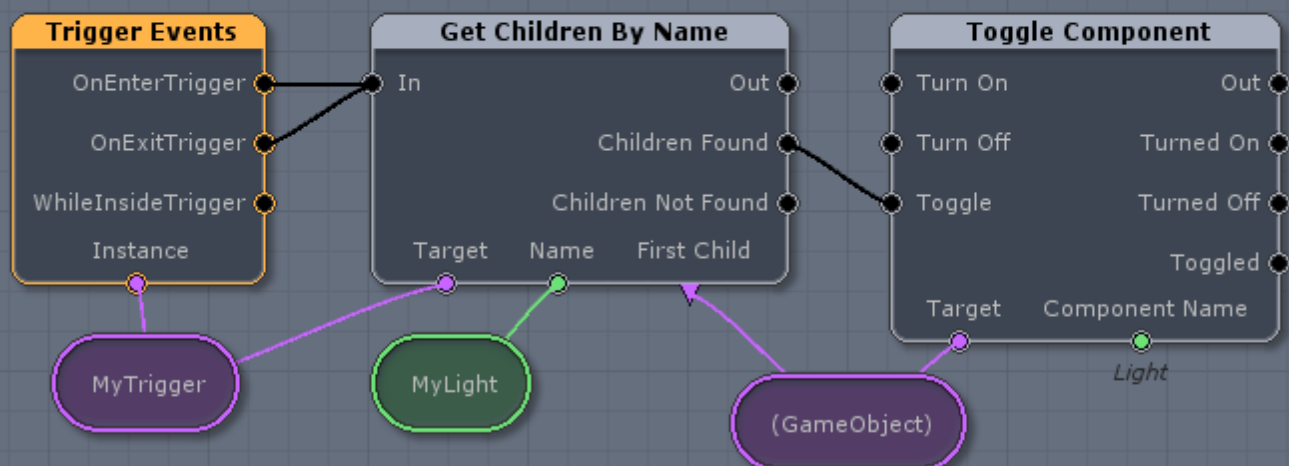 Trigger Events
OnEnterTrigger
OnExitTrigger
WhileInsideTrigger
Instance
MyTrigger
Get Children By Name
In
Out
Children Found
Children Not Found
Target
Name
First Child
MyLight
(GameObject)
Toggle Component
Turn On
Out
Turn Off
Turned On
Toggle
Turned Off
Toggled
Target
Component Name
Light